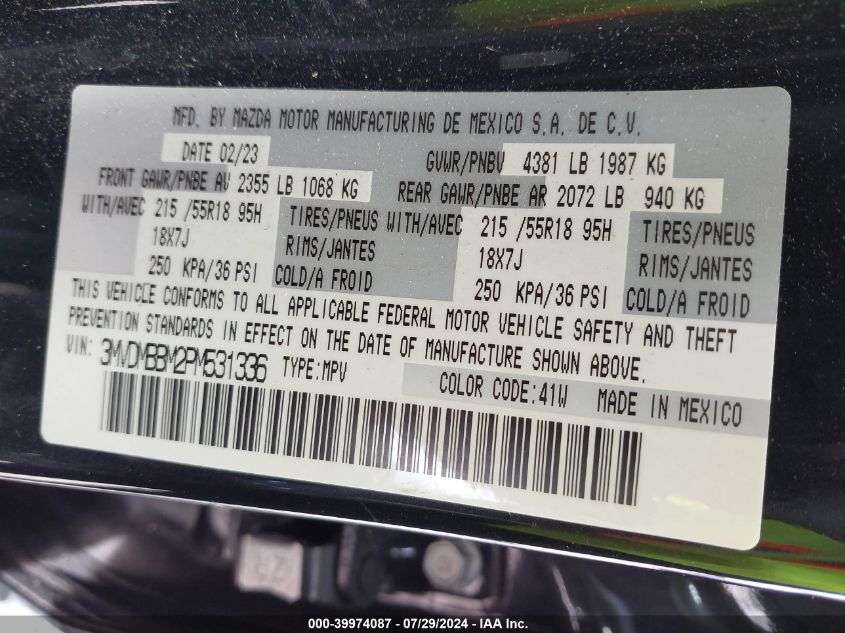 MFD. BY MAZDA MOTOR MANUFACTURING DE MEXICO S.A. DE C.V.
DATE 02/23 GVWR/PNBV 4381 LB 1987 KG
FRONT GAWR/PNBE AV 2355 LB 1068 KG REAR GAWR/PNBE AR 2072 LB 940 KG
WITH/AVEC 215 /55R18 95H TIRES/PNEUS WITH/AVEC 215 /55R18 95H TIRES/PNEUS
18X7J RIMS/JANTES 18X7J RIMS/JANTES
250 KPA/36 PSI COLD/A FROID 250 KPA/36 PSI COLD/A FROID
THIS VEHICLE CONFORMS TO ALL APPLICABLE FEDERAL MOTOR VEHICLE SAFETY AND THEFT
PREVENTION STANDARDS IN EFFECT ON THE DATE OF MANUFACTURE SHOWN ABOVE.
VIN: 3MVDMBBM2PM531336 TYPE:MPV
COLOR CODE:41W MADE IN MEXICO
000-39974087 - 07/29/2024 - IAA Inc.